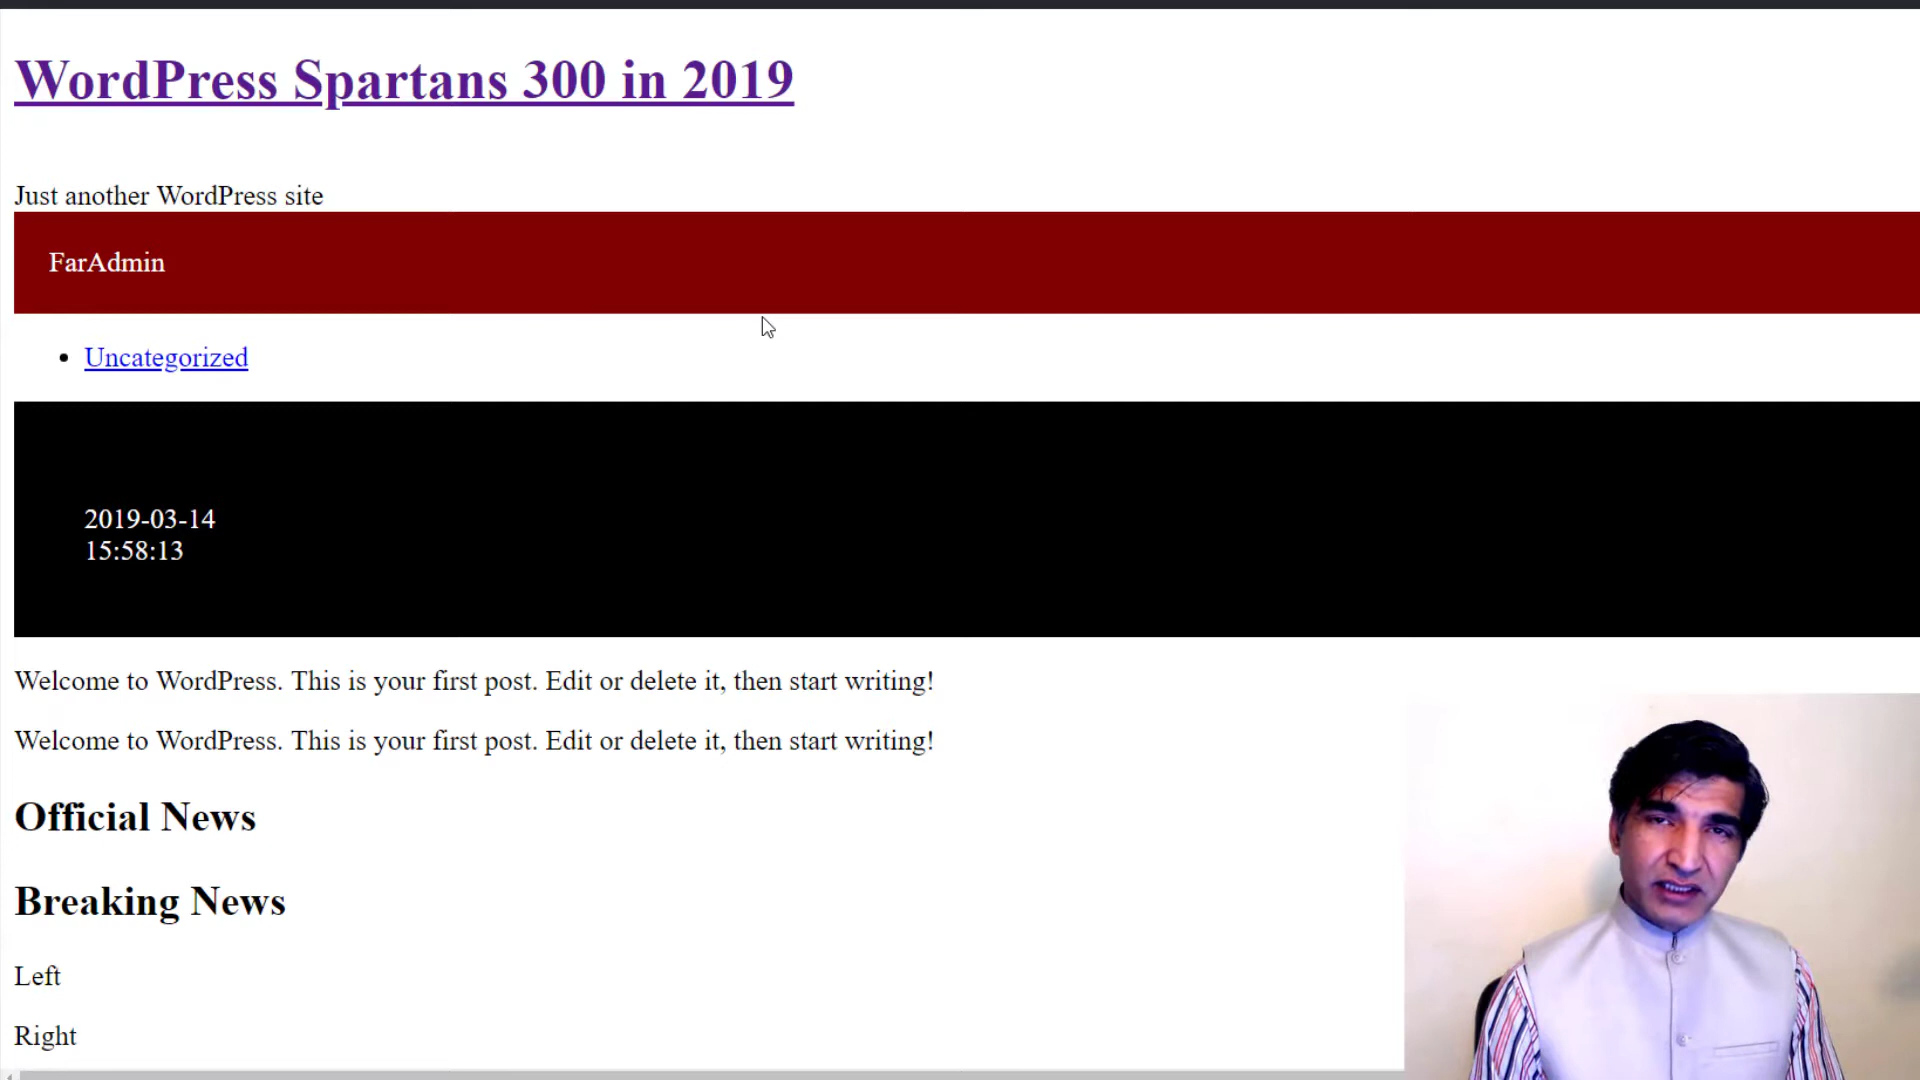 WordPress Spartans 300 in 2019
Just another WordPress site
FarAdmin
Uncategorized
2019-03-14
15:58:13
Welcome to WordPress. This is your first post. Edit or delete it, then start writing!
Welcome to WordPress. This is your first post. Edit or delete it, then start writing!
Official News
Breaking News
Left
Right